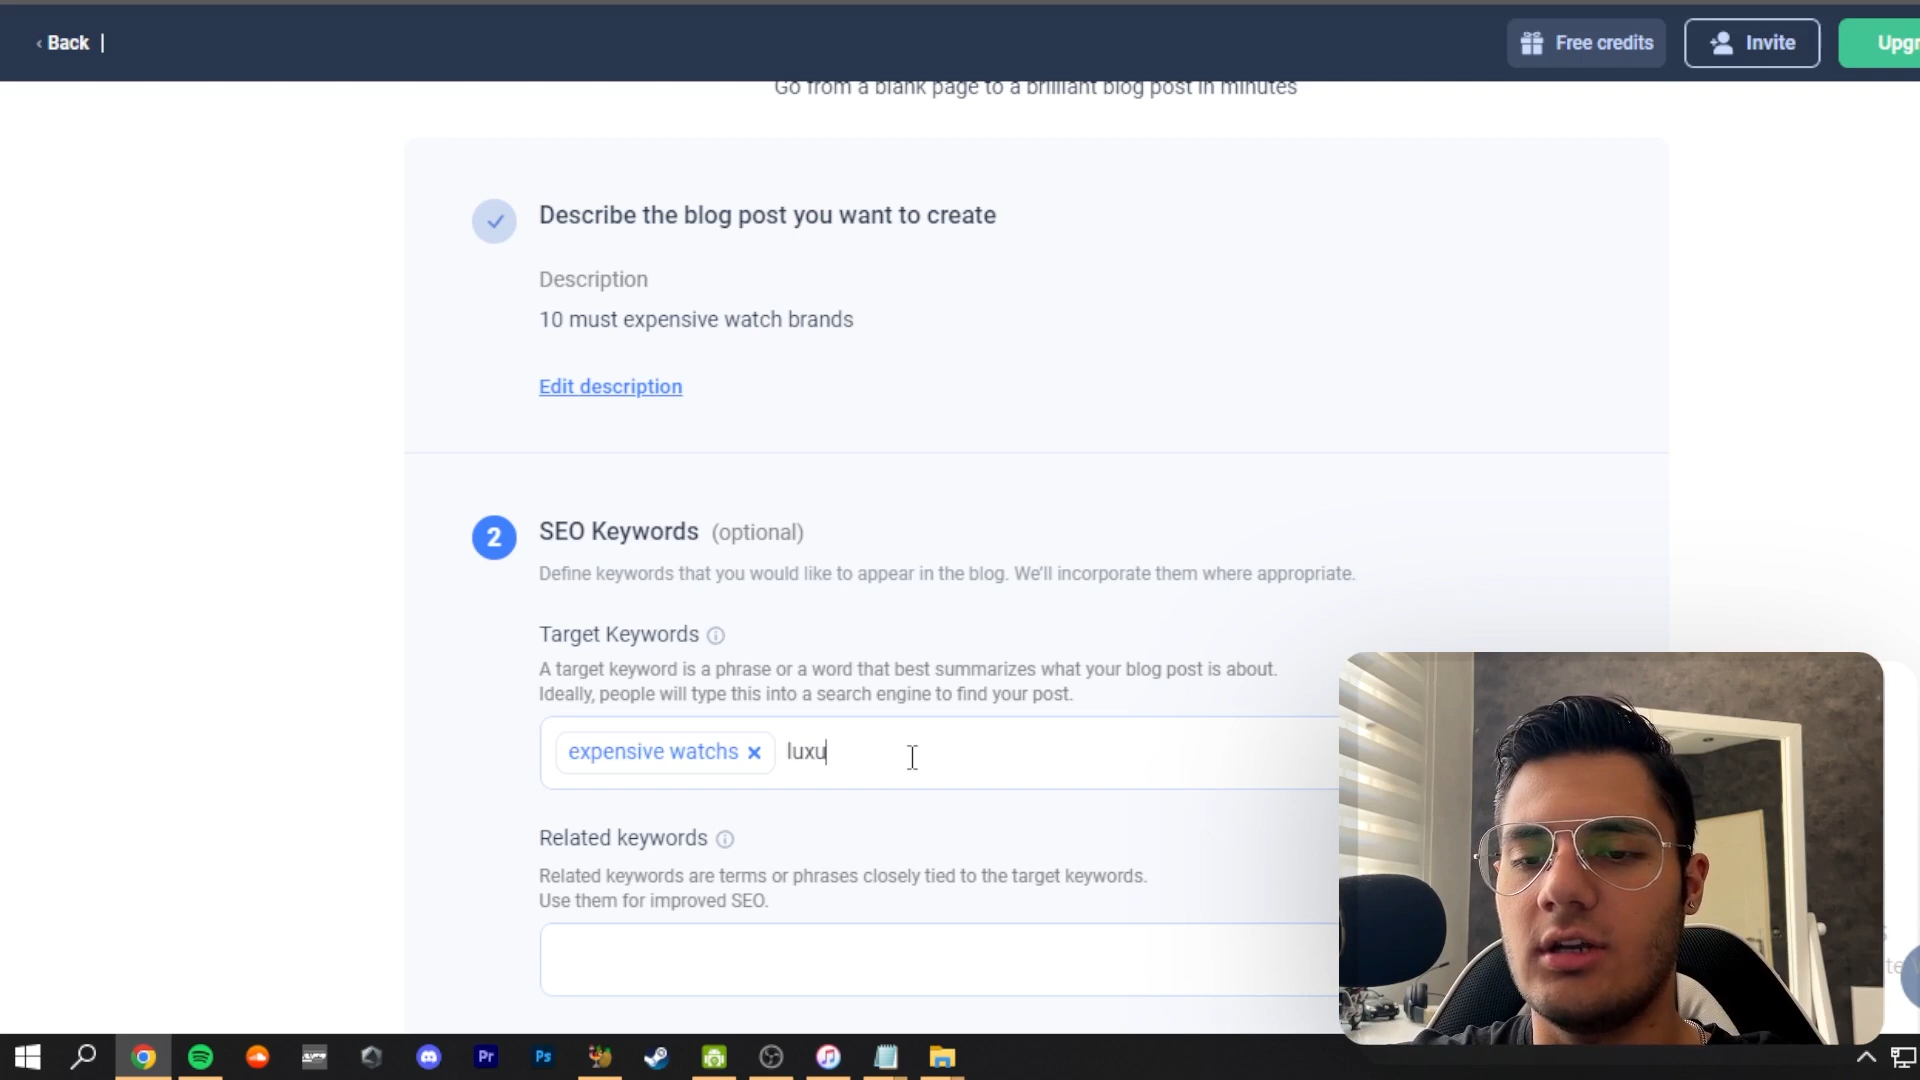 ‹ Back |
Free credits
Invite
Upgr
Go from a blank page to a brilliant blog post in minutes
Describe the blog post you want to create
Description
10 must expensive watch brands
Edit description
2
SEO Keywords (optional)
Define keywords that you would like to appear in the blog. We'll incorporate them where appropriate.
Target Keywords
A target keyword is a phrase or a word that best summarizes what your blog post is about.
Ideally, people will type this into a search engine to find your post.
expensive watchs × luxu
Related keywords
Related keywords are terms or phrases closely tied to the target keywords.
Use them for improved SEO.
Pr
Ps